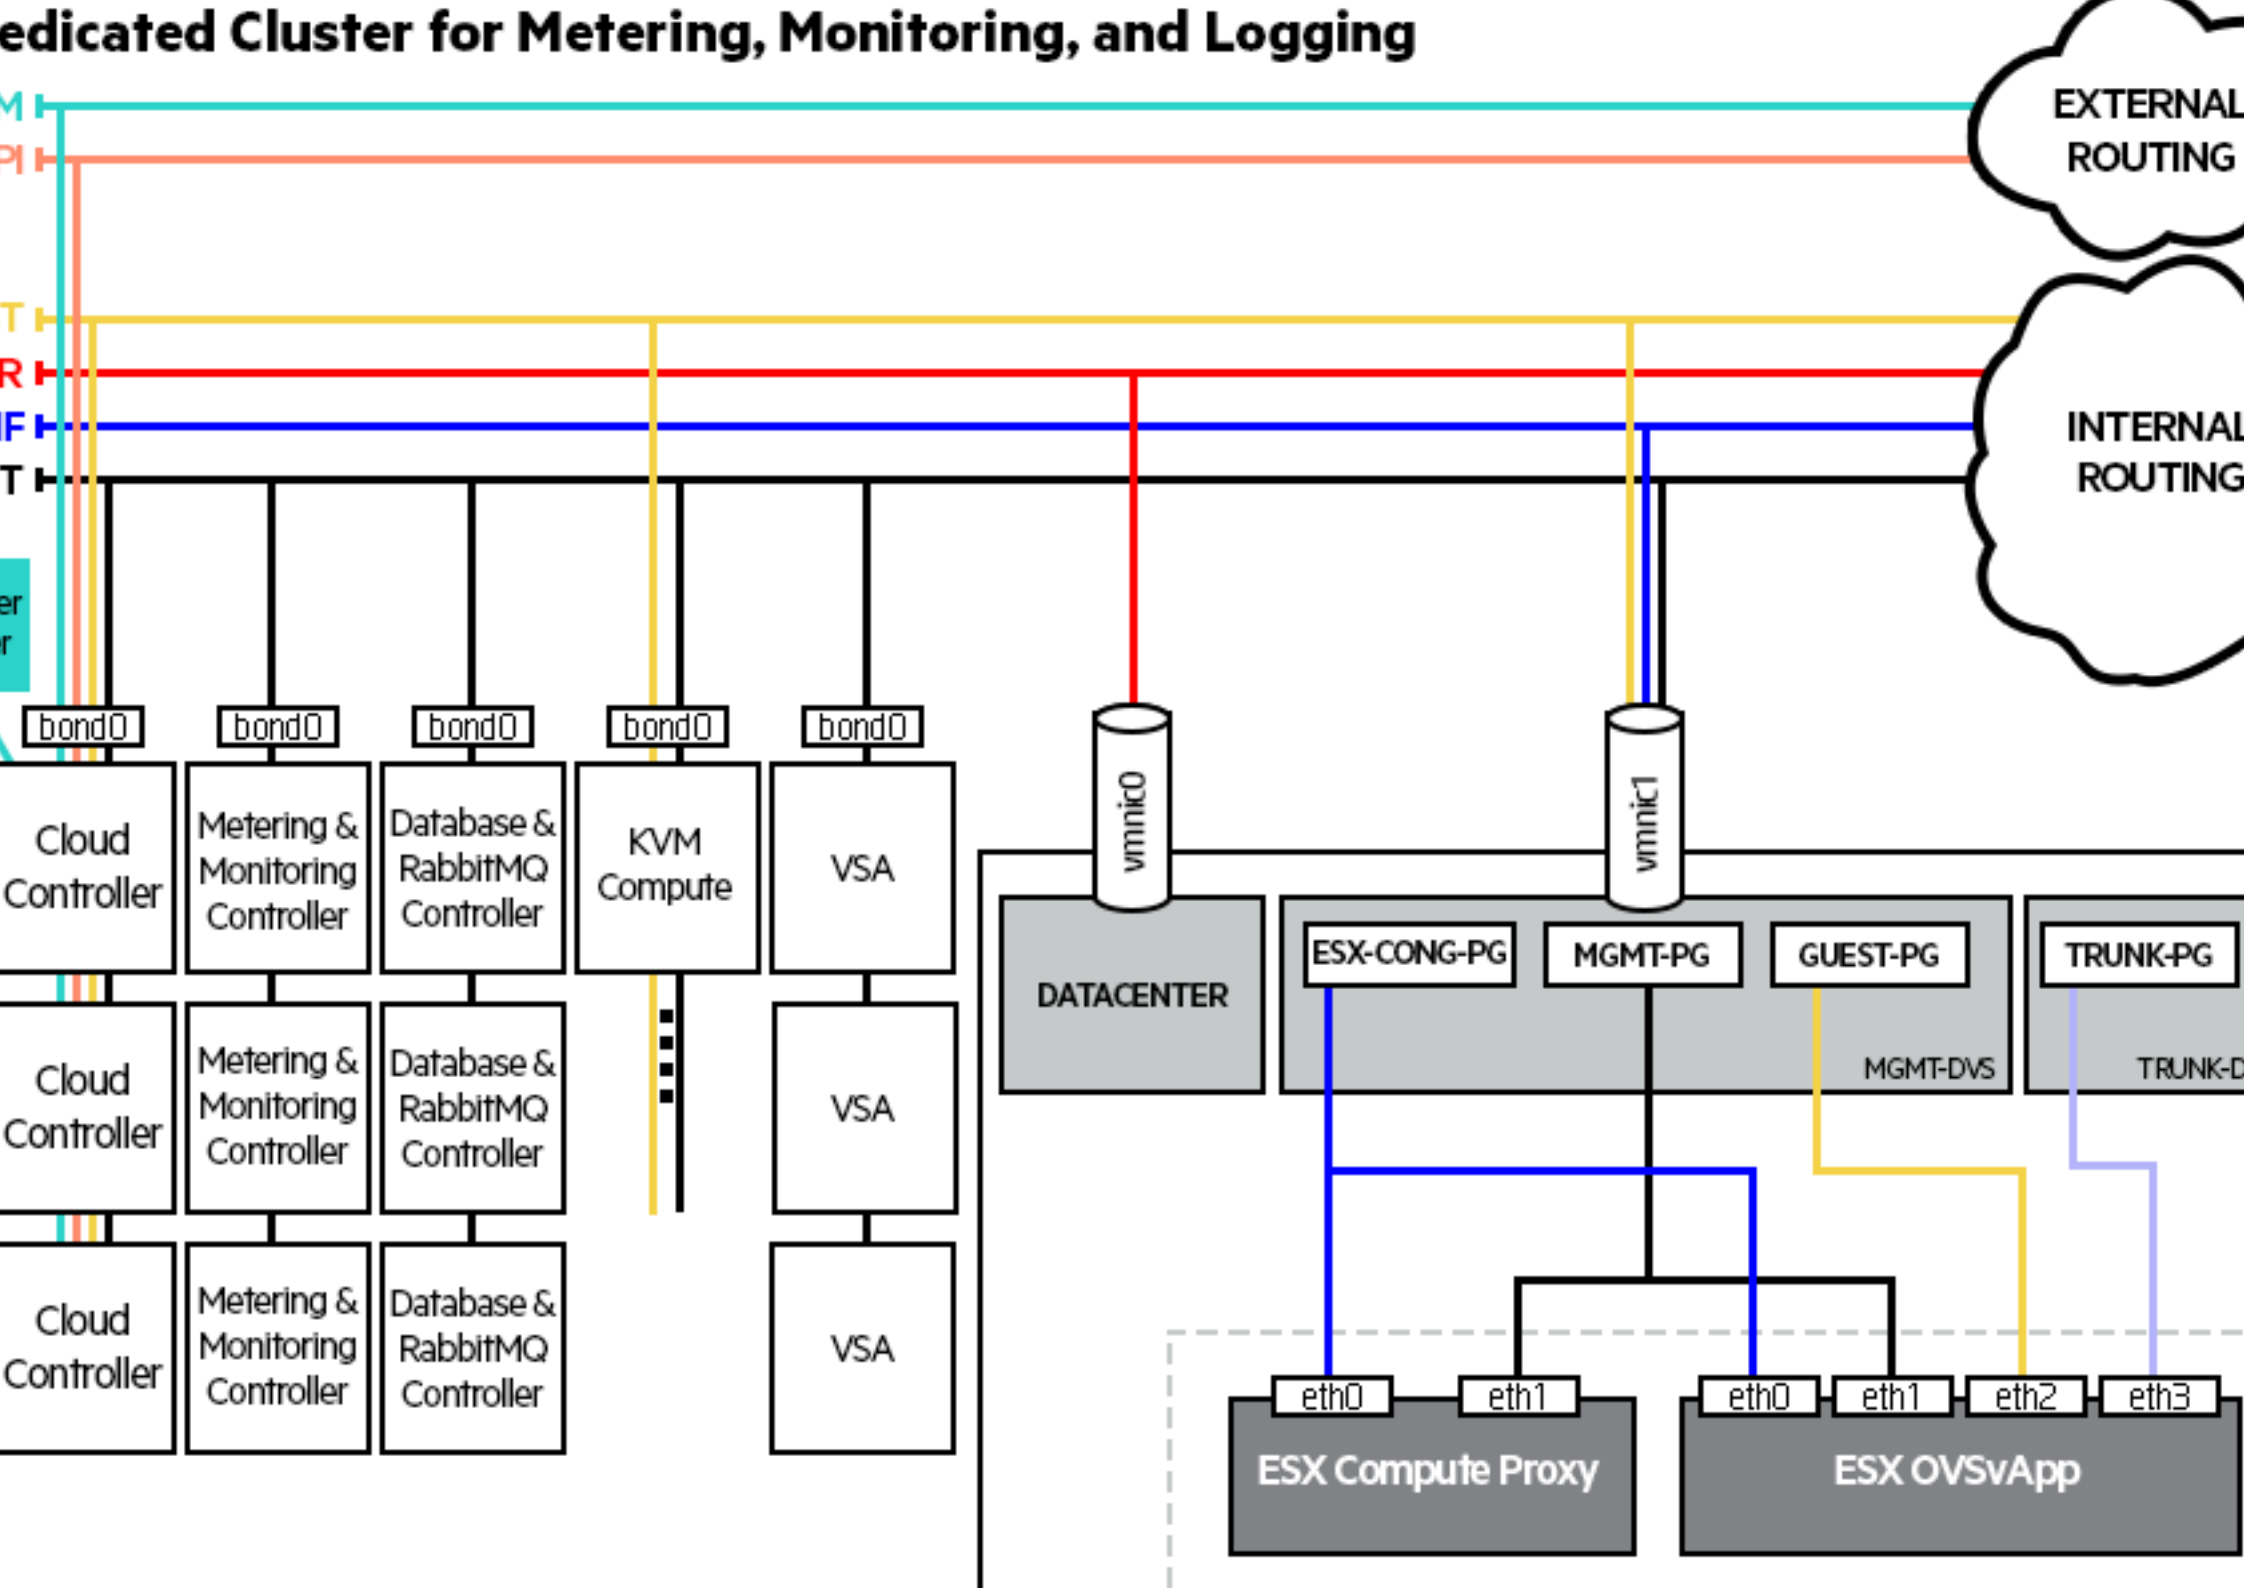 edicated Cluster for Metering, Monitoring, and Logging
M
PI
T
R
IF
T
EXTERNAL
ROUTING
INTERNAL
ROUTING
er
r
bond0
bond0
bond0
bond0
bond0
vmnic0
vmnic1
Cloud
Controller
Metering &
Monitoring
Controller
Database &
RabbitMQ
Controller
KVM
Compute
VSA
Cloud
Controller
Metering &
Monitoring
Controller
Database &
RabbitMQ
Controller
VSA
Cloud
Controller
Metering &
Monitoring
Controller
Database &
RabbitMQ
Controller
VSA
DATACENTER
ESX-CONG-PG
MGMT-PG
GUEST-PG
MGMT-DVS
TRUNK-PG
TRUNK-D
eth0
eth1
ESX Compute Proxy
eth0
eth1
eth2
eth3
ESX OVSvApp